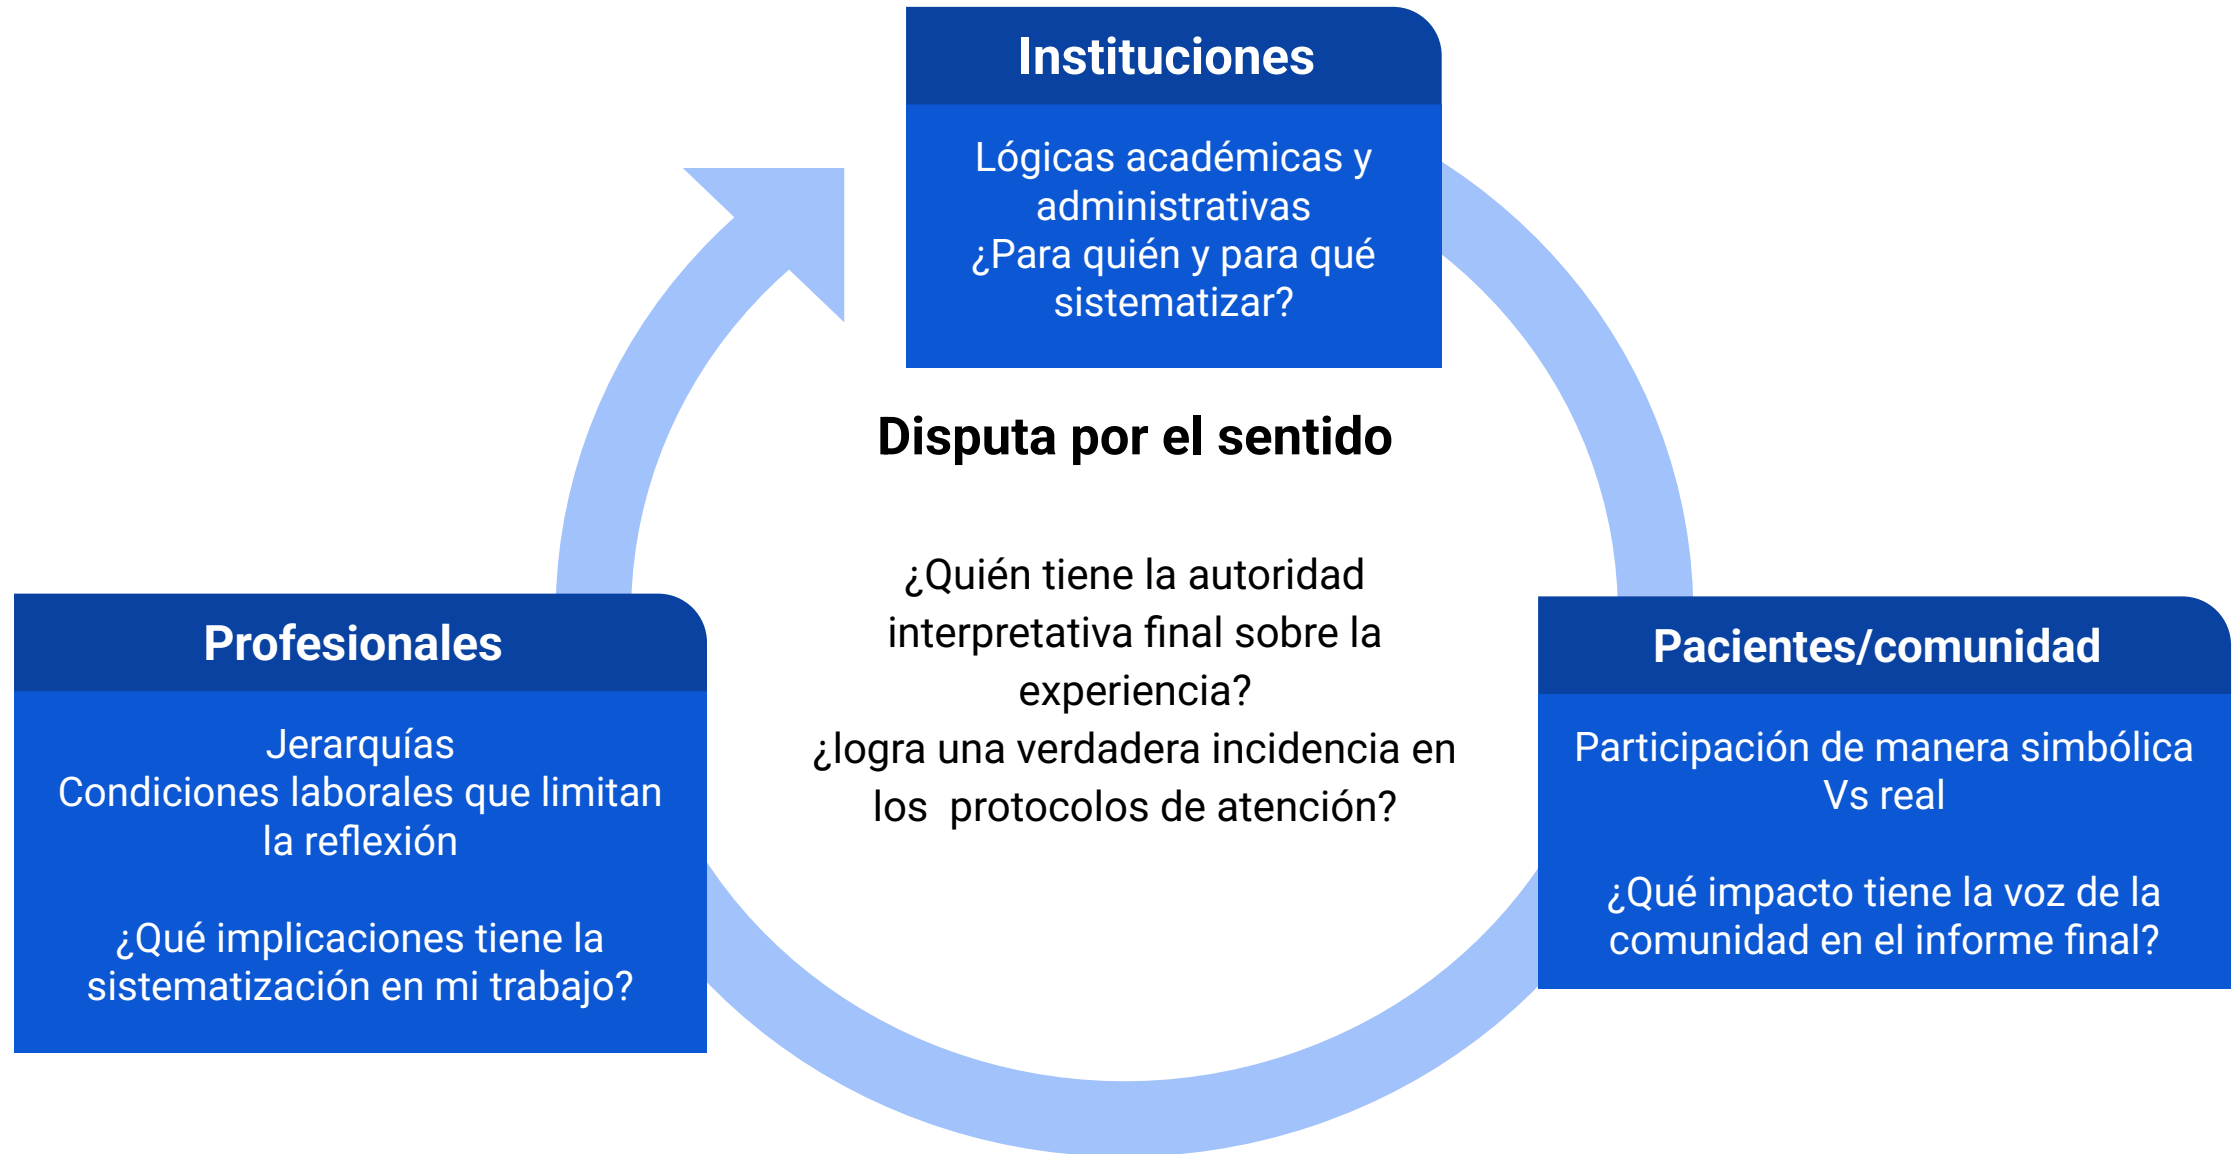 Instituciones
Lógicas académicas y
administrativas
¿Para quién y para qué
sistematizar?
Disputa por el sentido
¿Quién tiene la autoridad
interpretativa final sobre la
experiencia?
¿logra una verdadera incidencia en
los  protocolos de atención?
Profesionales
Jerarquías
Condiciones laborales que limitan
la reflexión
¿Qué implicaciones tiene la
sistematización en mi trabajo?
Pacientes/comunidad
Participación de manera simbólica
Vs real
¿Qué impacto tiene la voz de la
comunidad en el informe final?